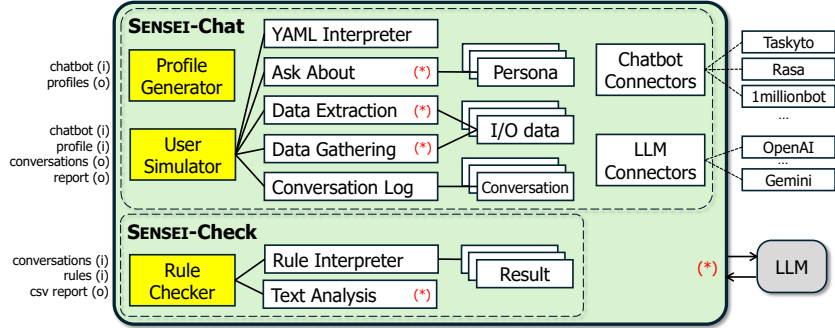 SENSEI-Chat
chatbot (i)
profiles (o)
Profile
Generator
chatbot (i)
profile (i)
conversations (o)
report (o)
User
Simulator
YAML Interpreter
Ask About (*)
Data Extraction (*)
Data Gathering (*)
Conversation Log
Persona
I/O data
Conversation
Chatbot
Connectors
LLM
Connectors
Taskyto
Rasa
1millionbot
...
OpenAI
...
Gemini
SENSEI-Check
conversations (i)
rules (i)
csv report (o)
Rule
Checker
Rule Interpreter
Text Analysis (*)
Result
(*)
LLM